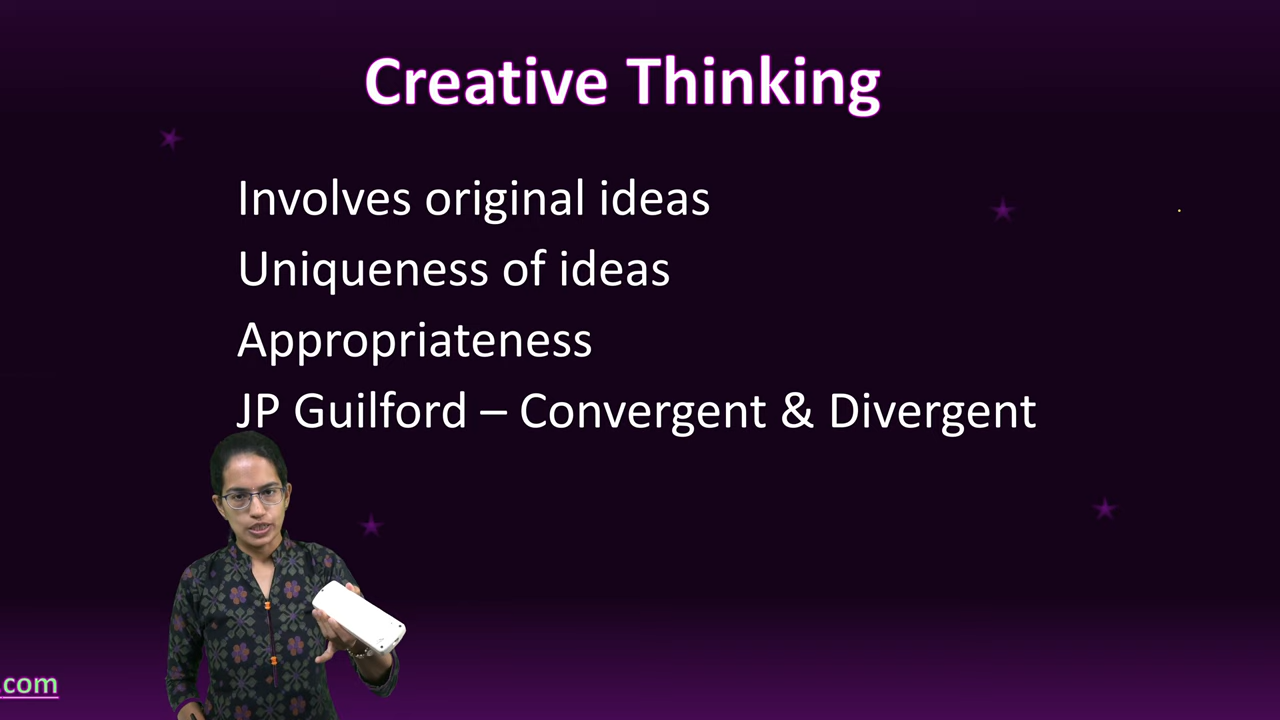 Creative Thinking
Involves original ideas
Uniqueness of ideas
Appropriateness
JP Guilford – Convergent & Divergent
.com